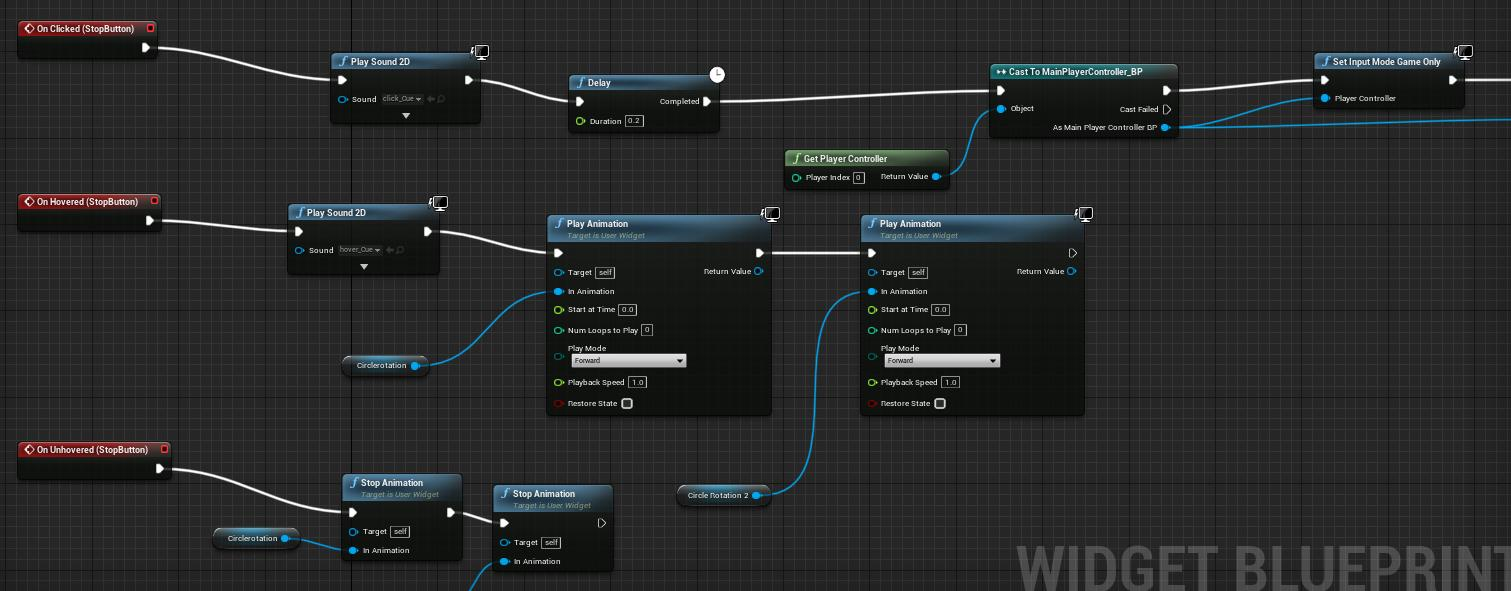 On Clicked (StopButton)
Play Sound 2D
Sound click_Cue
Delay
Completed
Duration 0.2
Get Player Controller
Player Index 0 Return Value
Cast To MainPlayerController_BP
Object
Cast Failed
As Main Player Controller BP
Set Input Mode Game Only
Player Controller
On Hovered (StopButton)
Play Sound 2D
Sound hover_Cue
Play Animation
Target is User Widget
Target self Return Value
In Animation
Start at Time 0.0
Num Loops to Play 0
Play Mode
Forward
Playback Speed 1.0
Restore State
Circlerotation
Play Animation
Target is User Widget
Target self Return Value
In Animation
Start at Time 0.0
Num Loops to Play 0
Play Mode
Forward
Playback Speed 1.0
Restore State
Circle Rotation 2
On Unhovered (StopButton)
Stop Animation
Target is User Widget
Target self
In Animation
Circlerotation
Stop Animation
Target is User Widget
Target self
In Animation
WIDGET BLUEPRINT